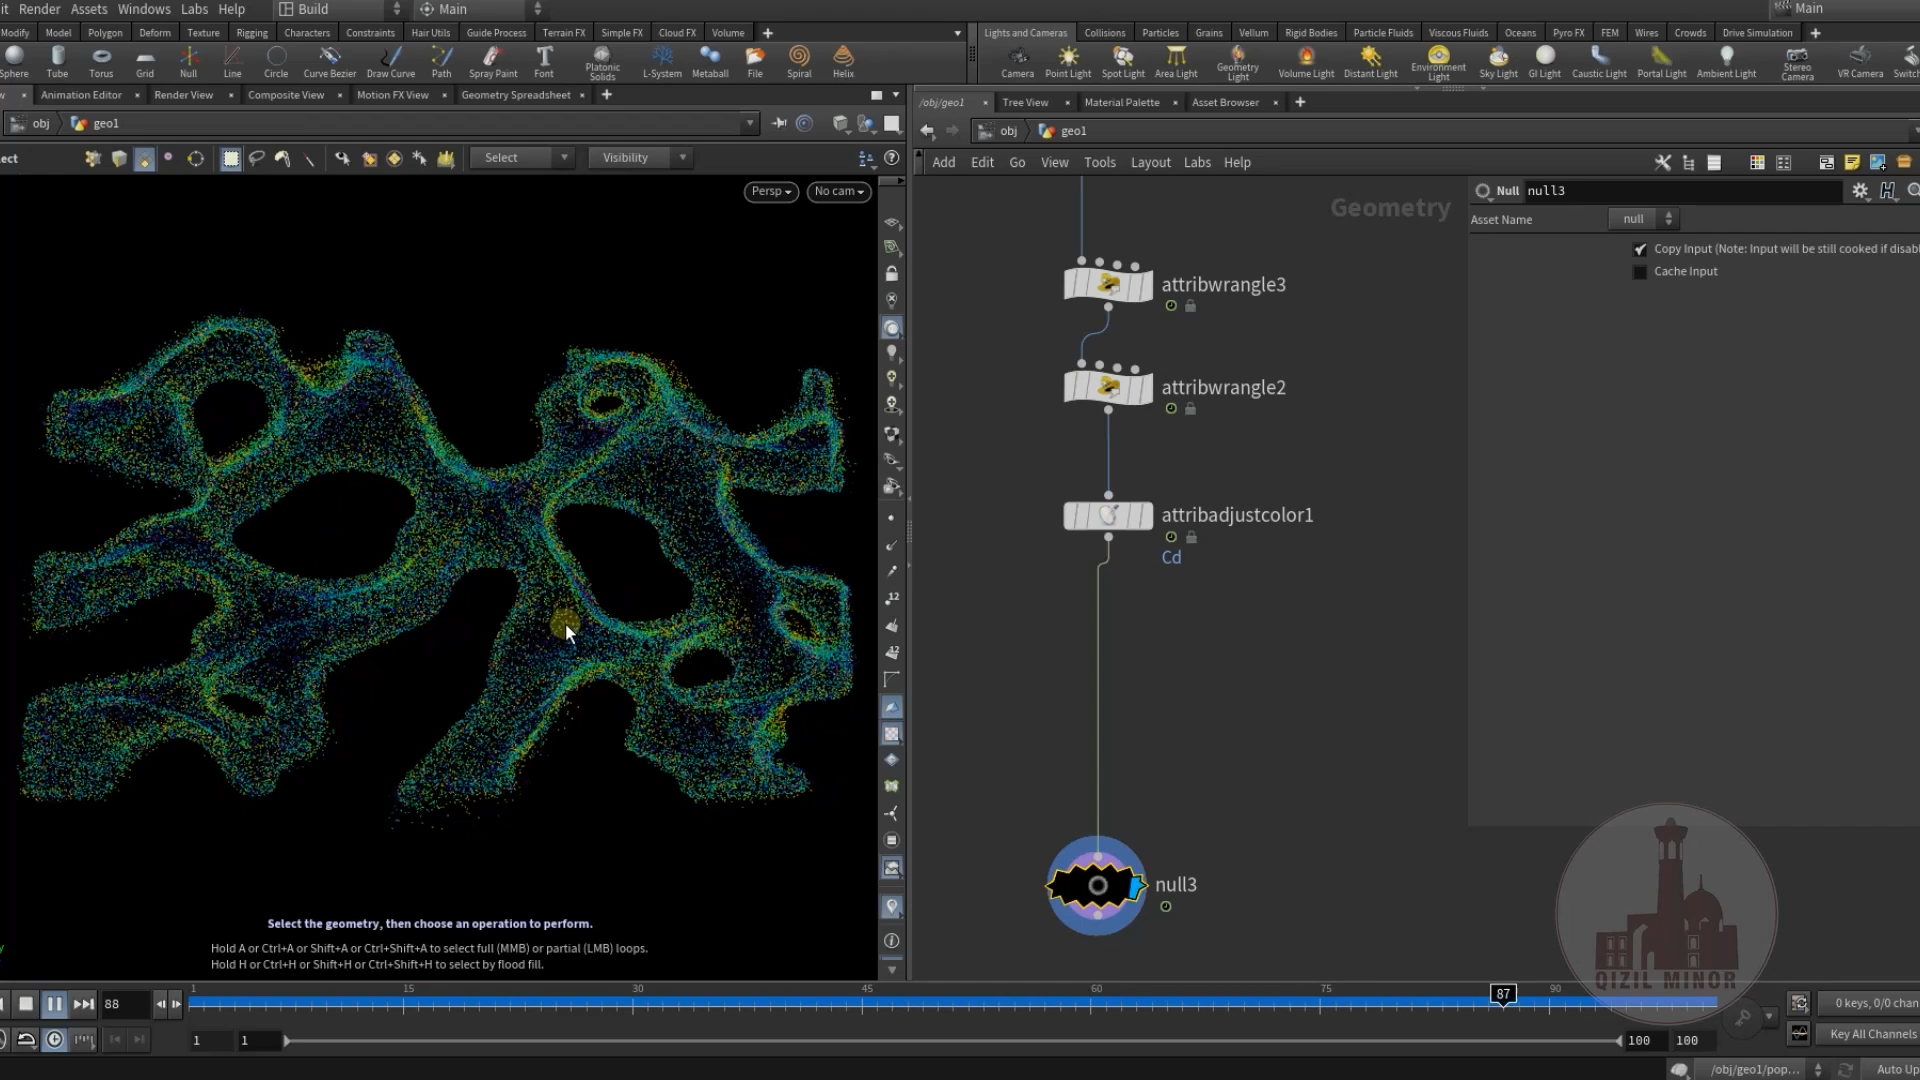 it Render Assets Windows Labs Help Build Main Main
Modify Model Polygon Deform Texture Rigging Characters Constraints Hair Utils Guide Process Terrain FX Simple FX Cloud FX Volume
Lights and Cameras Collisions Particles Grains Vellum Rigid Bodies Particle Fluids Viscous Fluids Oceans Pyro FX FEM Wires Crowds Drive Simulation
Sphere Tube Torus Grid Null Line Circle Curve Bezier Draw Curve Path Spray Paint Font Platonic Solids L-System Metaball File Spiral Helix
Camera Point Light Spot Light Area Light Geometry Light Volume Light Distant Light Environment Light Sky Light GI Light Caustic Light Portal Light Ambient Light Stereo Camera VR Camera Switch
w Animation Editor Render View Composite View Motion FX View Geometry Spreadsheet
/obj/geo1 Tree View Material Palette Asset Browser
obj geo1
obj geo1
ect Select Visibility
Add Edit Go View Tools Layout Labs Help
Persp No cam
Geometry
Null null3
Asset Name null
Copy Input (Note: Input will be still cooked if disabl
Cache Input
attribwrangle3
attribwrangle2
attribadjustcolor1
Cd
null3
12
12
Select the geometry, then choose an operation to perform.
Hold A or Ctrl+A or Shift+A or Ctrl+Shift+A to select full (MMB) or partial (LMB) loops.
Hold H or Ctrl+H or Shift+H or Ctrl+Shift+H to select by flood fill.
y
QIZIL MINOR
88 1 15 30 45 60 75 87 90
0 keys, 0/0 chan
1 1 100 100
Key All Channels
/obj/geo1/pop... Auto Up